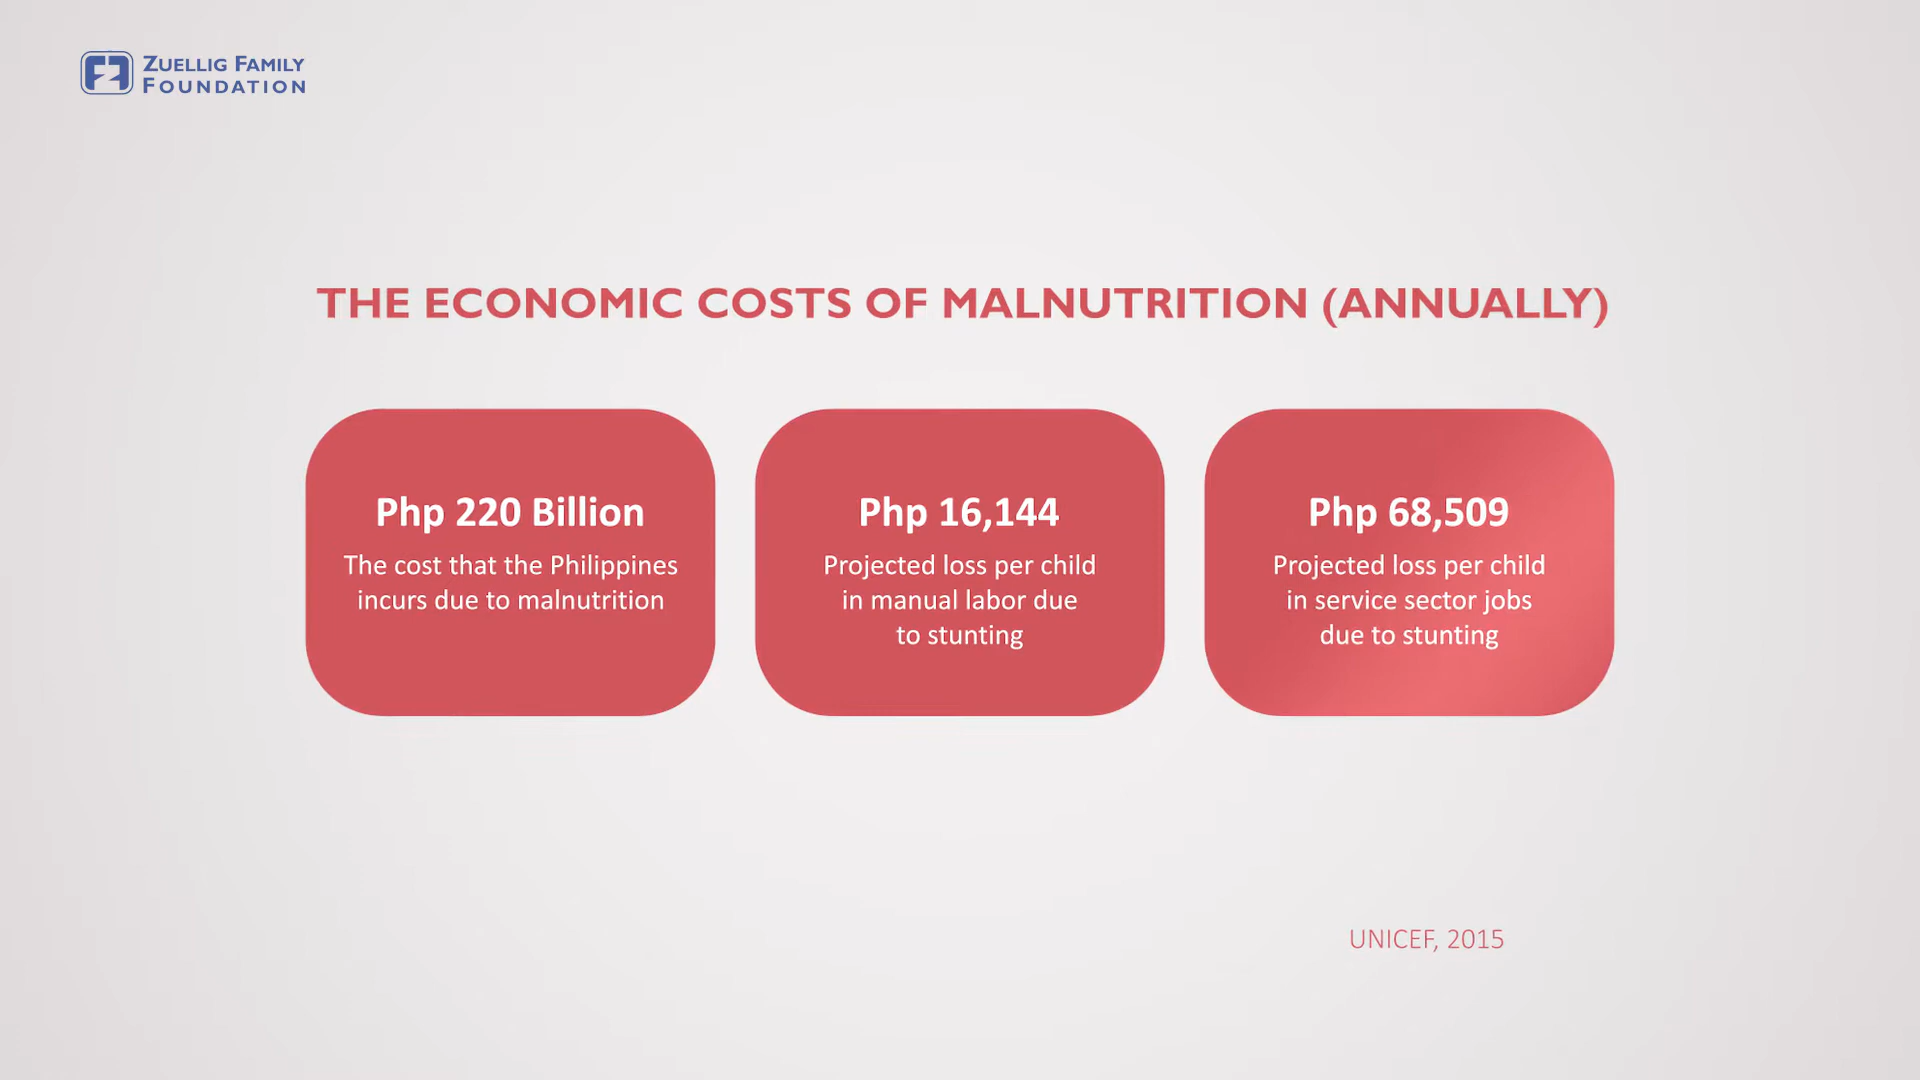 ZUELLIG FAMILY
FOUNDATION
THE ECONOMIC COSTS OF MALNUTRITION (ANNUALLY)
Php 220 Billion
The cost that the Philippines
incurs due to malnutrition
Php 16,144
Projected loss per child
in manual labor due
to stunting
Php 68,509
Projected loss per child
in service sector jobs
due to stunting
UNICEF, 2015